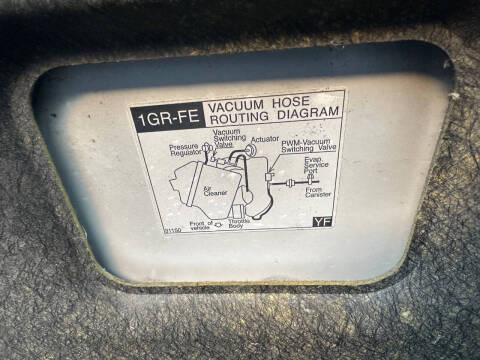 1GR-FE
VACUUM HOSE
ROUTING DIAGRAM
Vacuum
Switching
Valve
Actuator
Pressure
Regulator
PWM-Vacuum
Switching Valve
Evap.
Service
Port
Air
Cleaner
From
Canister
Front of
vehicle
Throttle
Body
31150
YF